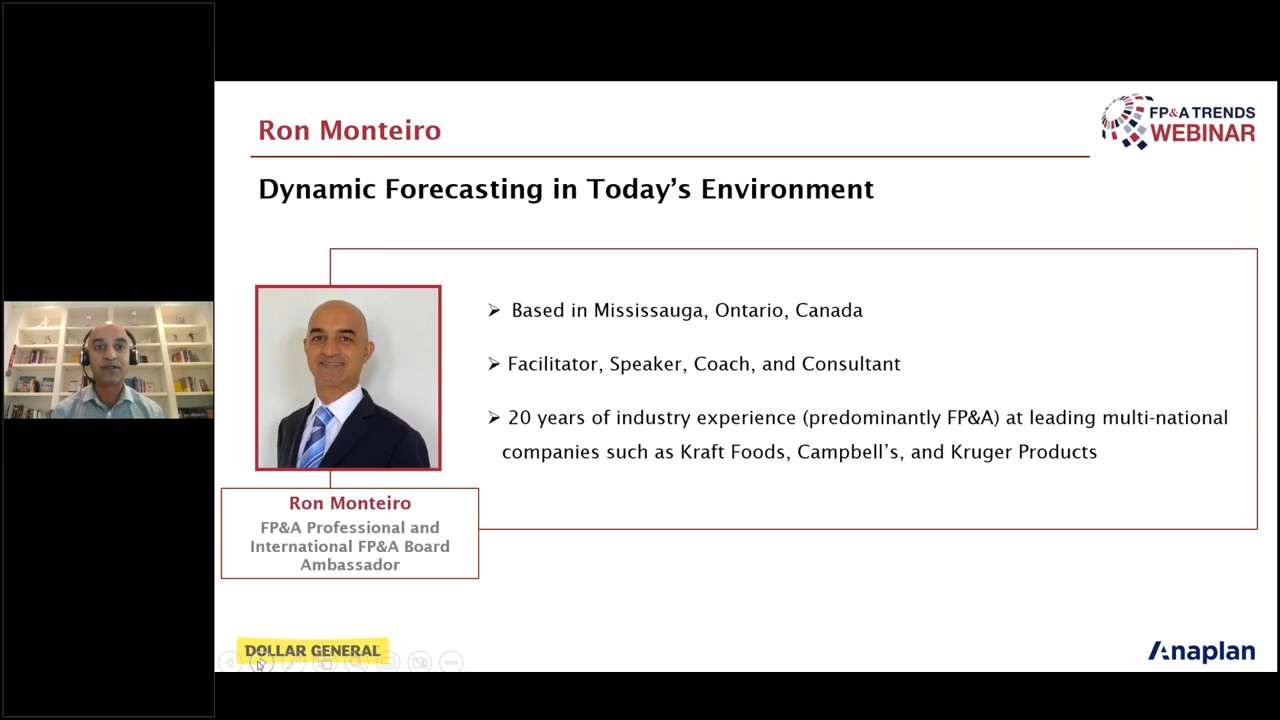 Ron Monteiro
FP&A TRENDS
WEBINAR
Dynamic Forecasting in Today's Environment
Based in Mississauga, Ontario, Canada
Facilitator, Speaker, Coach, and Consultant
20 years of industry experience (predominantly FP&A) at leading multi-national
companies such as Kraft Foods, Campbell's, and Kruger Products
Ron Monteiro
FP&A Professional and
International FP&A Board
Ambassador
DOLLAR GENERAL
Anaplan